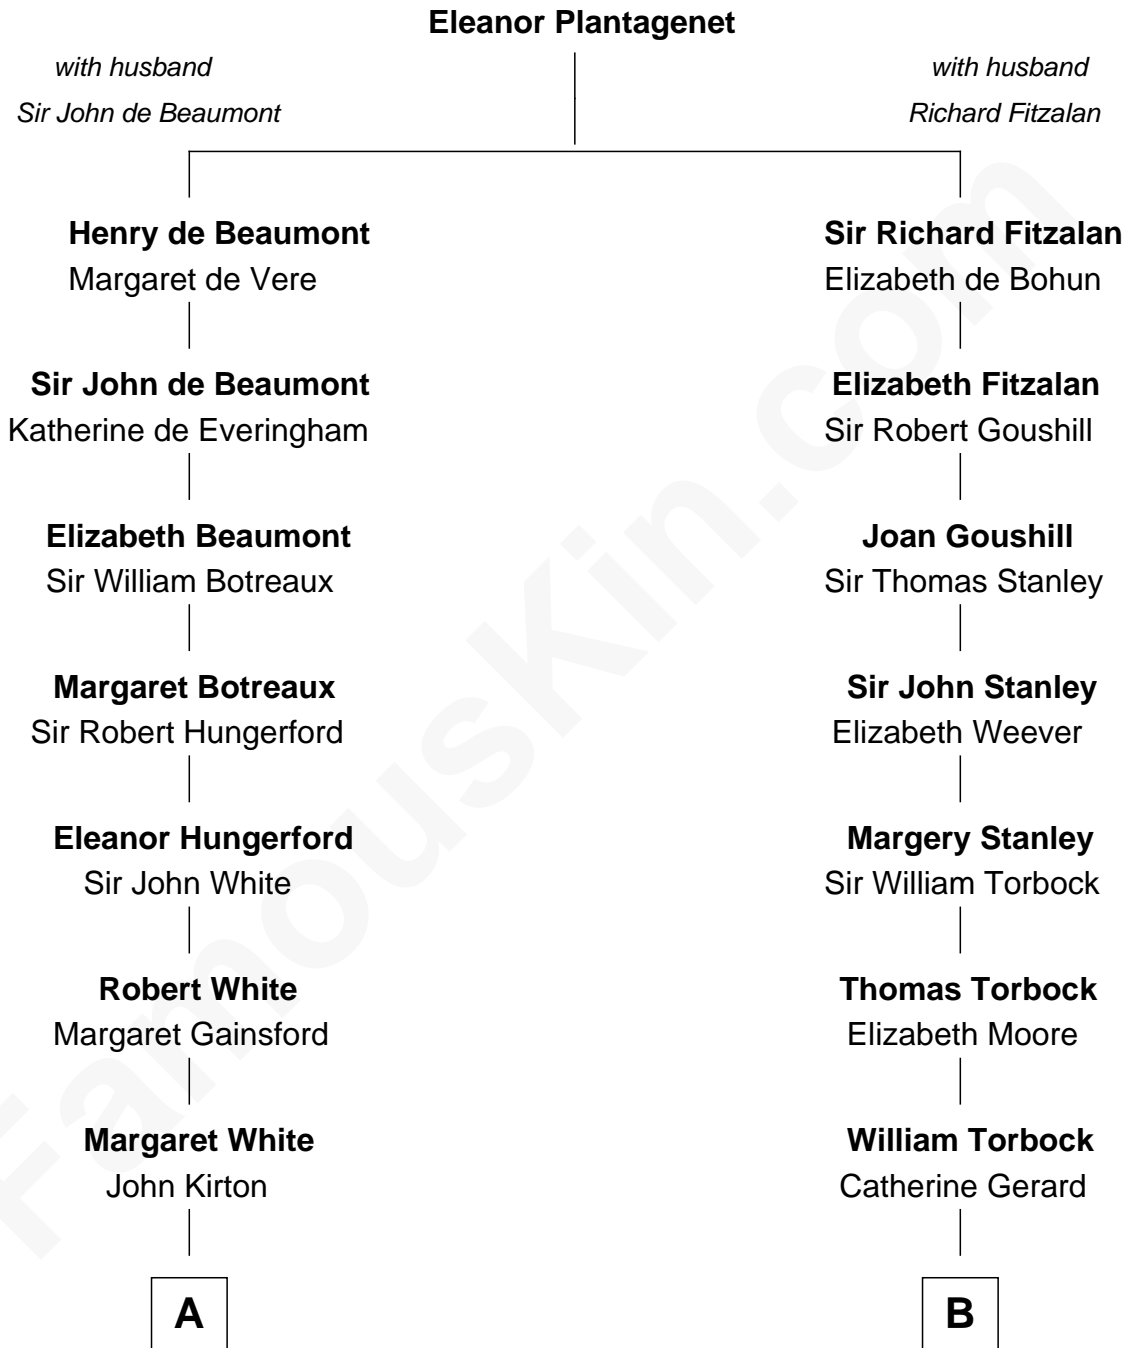 Eleanor Plantagenet
with husband
Sir John de Beaumont
with husband
Richard Fitzalan
Henry de Beaumont
Margaret de Vere
Sir Richard Fitzalan
Elizabeth de Bohun
Sir John de Beaumont
Katherine de Everingham
Elizabeth Fitzalan
Sir Robert Goushill
Elizabeth Beaumont
Sir William Botreaux
Joan Goushill
Sir Thomas Stanley
Margaret Botreaux
Sir Robert Hungerford
Sir John Stanley
Elizabeth Weever
Eleanor Hungerford
Sir John White
Margery Stanley
Sir William Torbock
Robert White
Margaret Gainsford
Thomas Torbock
Elizabeth Moore
Margaret White
John Kirton
William Torbock
Catherine Gerard
A
B
FamousKin.com